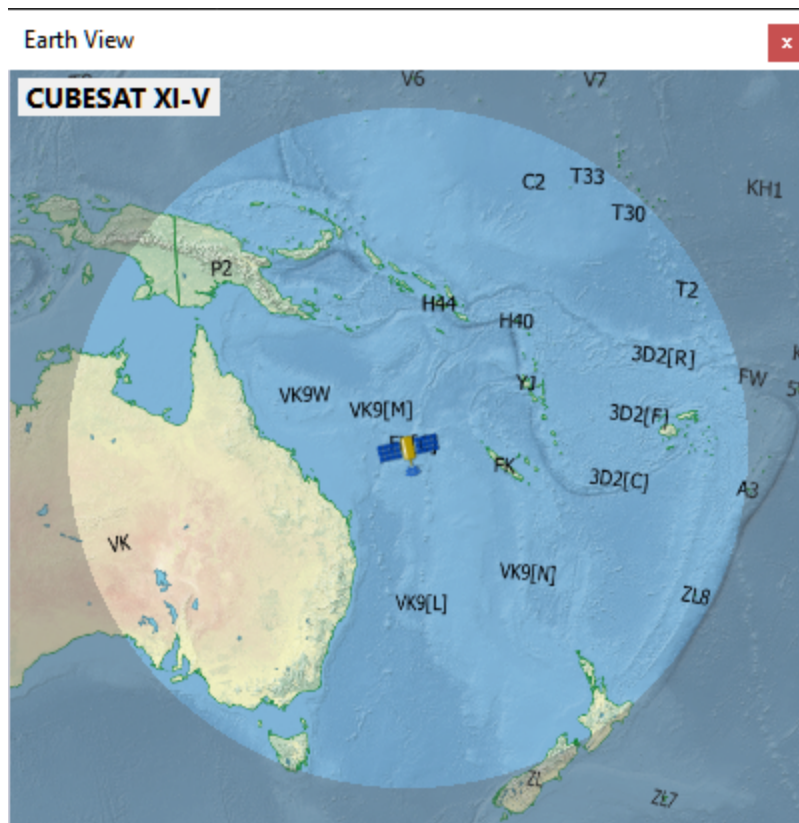 Earth View
x
V6
V7
CUBESAT XI-V
C2
T33
KH1
T30
P2
T2
H44
H40
3D2[R]
FW
YJ
VK9W
VK9[M]
3D2[F]
FK
3D2[C]
A3
VK
VK9[N]
ZL8
VK9[L]
ZL
ZL7